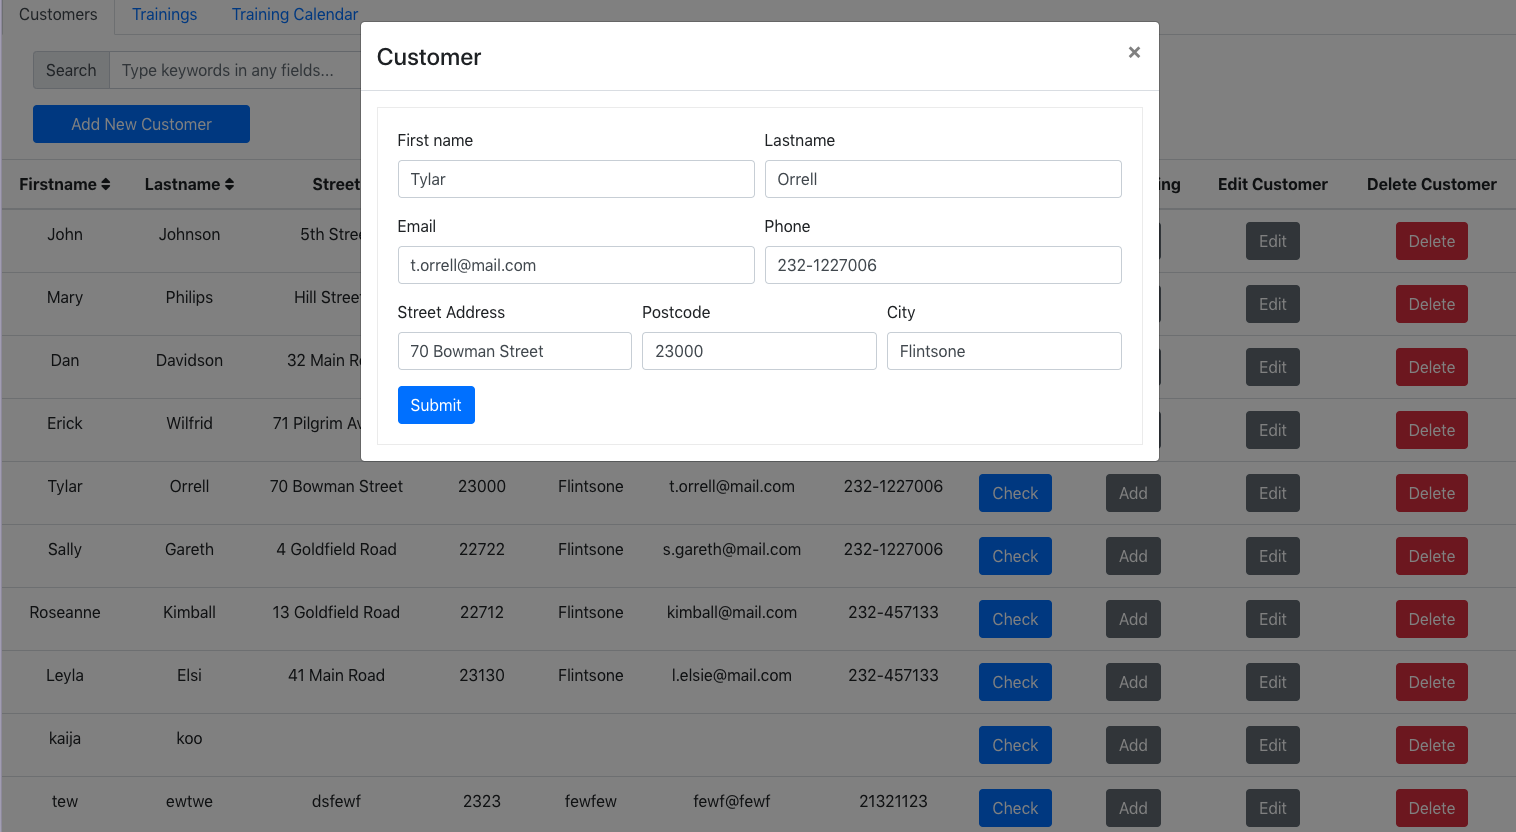 Customers Trainings Training Calendar
Search Type keywords in any fields...
Add New Customer
Customer ×
First name Lastname
Tylar Orrell
Email Phone
t.orrell@mail.com 232-1227006
Street Address Postcode City
70 Bowman Street 23000 Flintsone
Submit
Firstname Lastname Street Edit Customer Delete Customer
John Johnson 5th Edit Delete
Mary Philips Hill Edit Delete
Dan Davidson 32 Main Edit Delete
Erick Wilfrid 71 Pilgrim Edit Delete
Tylar Orrell 70 Bowman Street 23000 Flintsone t.orrell@mail.com 232-1227006 Check Add Edit Delete
Sally Gareth 4 Goldfield Road 22722 Flintsone s.gareth@mail.com 232-1227006 Check Add Edit Delete
Roseanne Kimball 13 Goldfield Road 22712 Flintsone kimball@mail.com 232-457133 Check Add Edit Delete
Leyla Elsi 41 Main Road 23130 Flintsone l.elsie@mail.com 232-457133 Check Add Edit Delete
kaija koo Check Add Edit Delete
tew ewtwe dsfewf 2323 fewfew fewf@fewf 21321123 Check Add Edit Delete